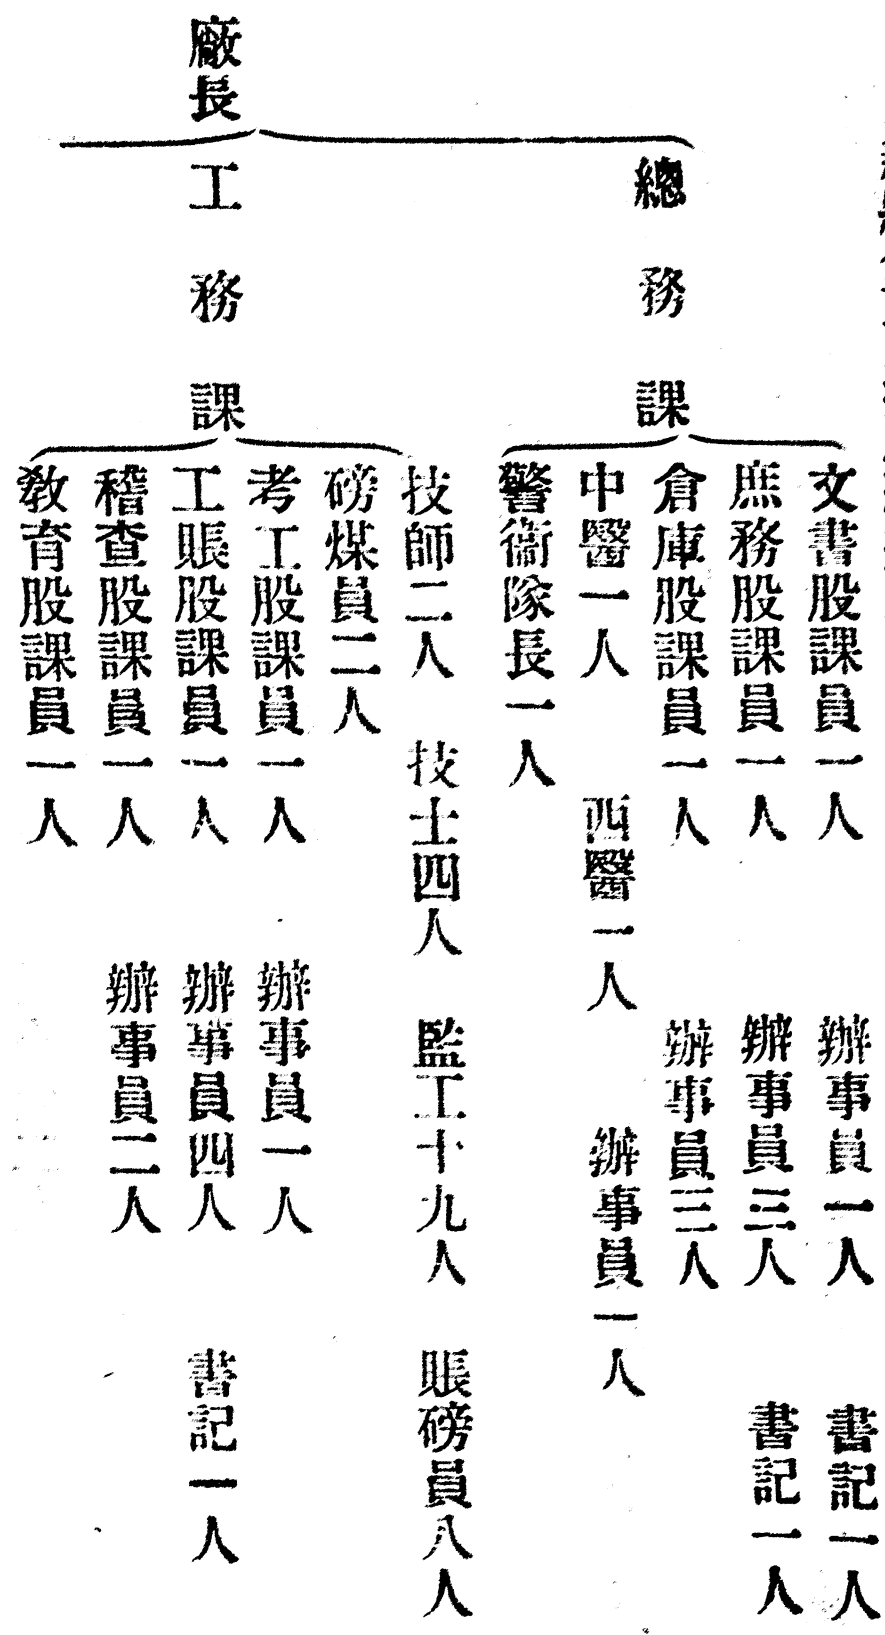 廠長
總務課
文書股課員一人　辦事員一人　書記一人
庶務股課員一人　辦事員三人　書記一人
倉庫股課員一人　辦事員三人
中醫一人　西醫一人　辦事員一人
警衞隊長一人
工務課
技師二人　技士四人　監工十九人　賬磅員八人
磅煤員二人
考工股課員一人　辦事員一人
工賬股課員一人　辦事員四人　書記一人
稽查股課員一人　辦事員二人
教育股課員一人